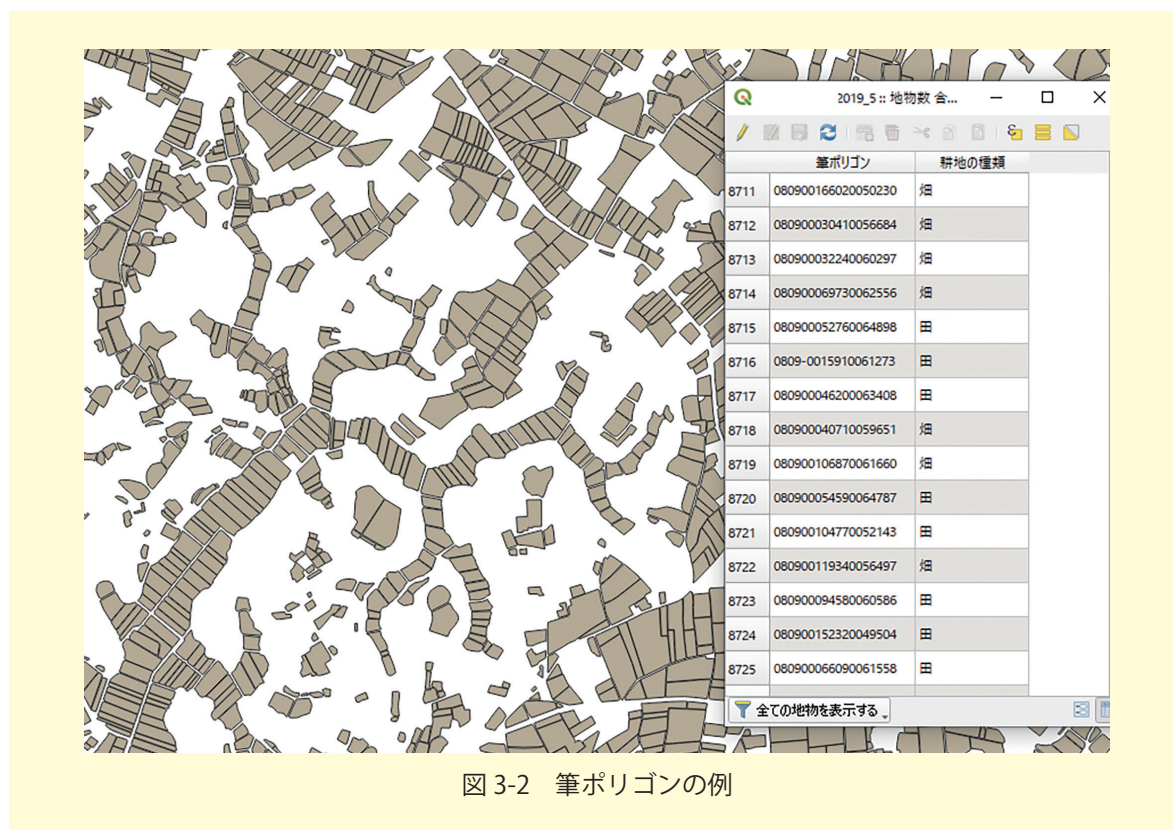 2019_5 :: 地物数 合...
筆ポリゴン 耕地の種類
8711 080900166020050230 畑
8712 080900030410056684 畑
8713 080900032240060297 畑
8714 080900069730062556 畑
8715 080900052760064898 田
8716 0809-0015910061273 田
8717 080900046200063408 田
8718 080900040710059651 畑
8719 080900106870061660 畑
8720 080900054590064787 田
8721 080900104770052143 田
8722 080900119340056497 畑
8723 080900094580060586 田
8724 080900152320049504 田
8725 080900066090061558 田
全ての地物を表示する
図 3-2　筆ポリゴンの例